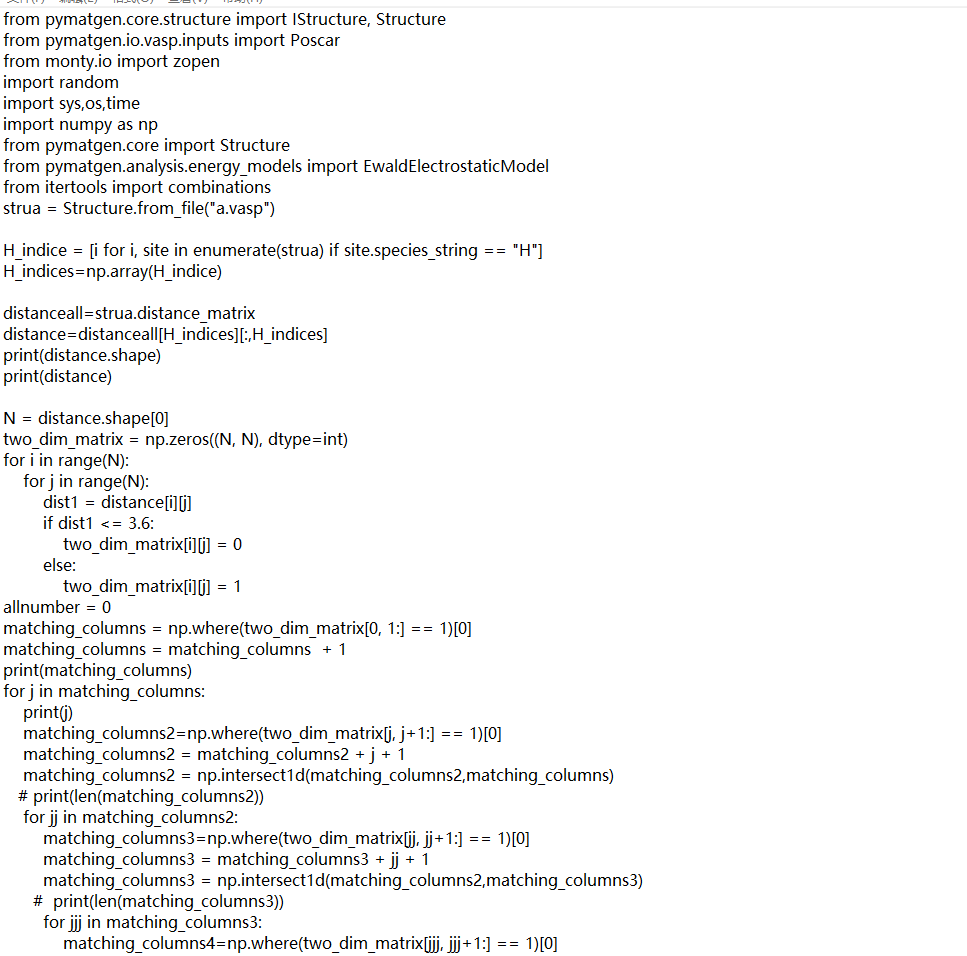 from pymatgen.core.structure import IStructure, Structure
from pymatgen.io.vasp.inputs import Poscar
from monty.io import zopen
import random
import sys,os,time
import numpy as np
from pymatgen.core import Structure
from pymatgen.analysis.energy_models import EwaldElectrostaticModel
from itertools import combinations
strua = Structure.from_file("a.vasp")

H_indice = [i for i, site in enumerate(strua) if site.species_string == "H"]
H_indices=np.array(H_indice)

distanceall=strua.distance_matrix
distance=distanceall[H_indices][:,H_indices]
print(distance.shape)
print(distance)

N = distance.shape[0]
two_dim_matrix = np.zeros((N, N), dtype=int)
for i in range(N):
    for j in range(N):
        dist1 = distance[i][j]
        if dist1 <= 3.6:
            two_dim_matrix[i][j] = 0
        else:
            two_dim_matrix[i][j] = 1
allnumber = 0
matching_columns = np.where(two_dim_matrix[0, 1:] == 1)[0]
matching_columns = matching_columns  + 1
print(matching_columns)
for j in matching_columns:
    print(j)
    matching_columns2=np.where(two_dim_matrix[j, j+1:] == 1)[0]
    matching_columns2 = matching_columns2 + j + 1
    matching_columns2 = np.intersect1d(matching_columns2,matching_columns)
   # print(len(matching_columns2))
    for jj in matching_columns2:
        matching_columns3=np.where(two_dim_matrix[jj, jj+1:] == 1)[0]
        matching_columns3 = matching_columns3 + jj + 1
        matching_columns3 = np.intersect1d(matching_columns2,matching_columns3)
      #  print(len(matching_columns3))
        for jjj in matching_columns3:
            matching_columns4=np.where(two_dim_matrix[jjj, jjj+1:] == 1)[0]